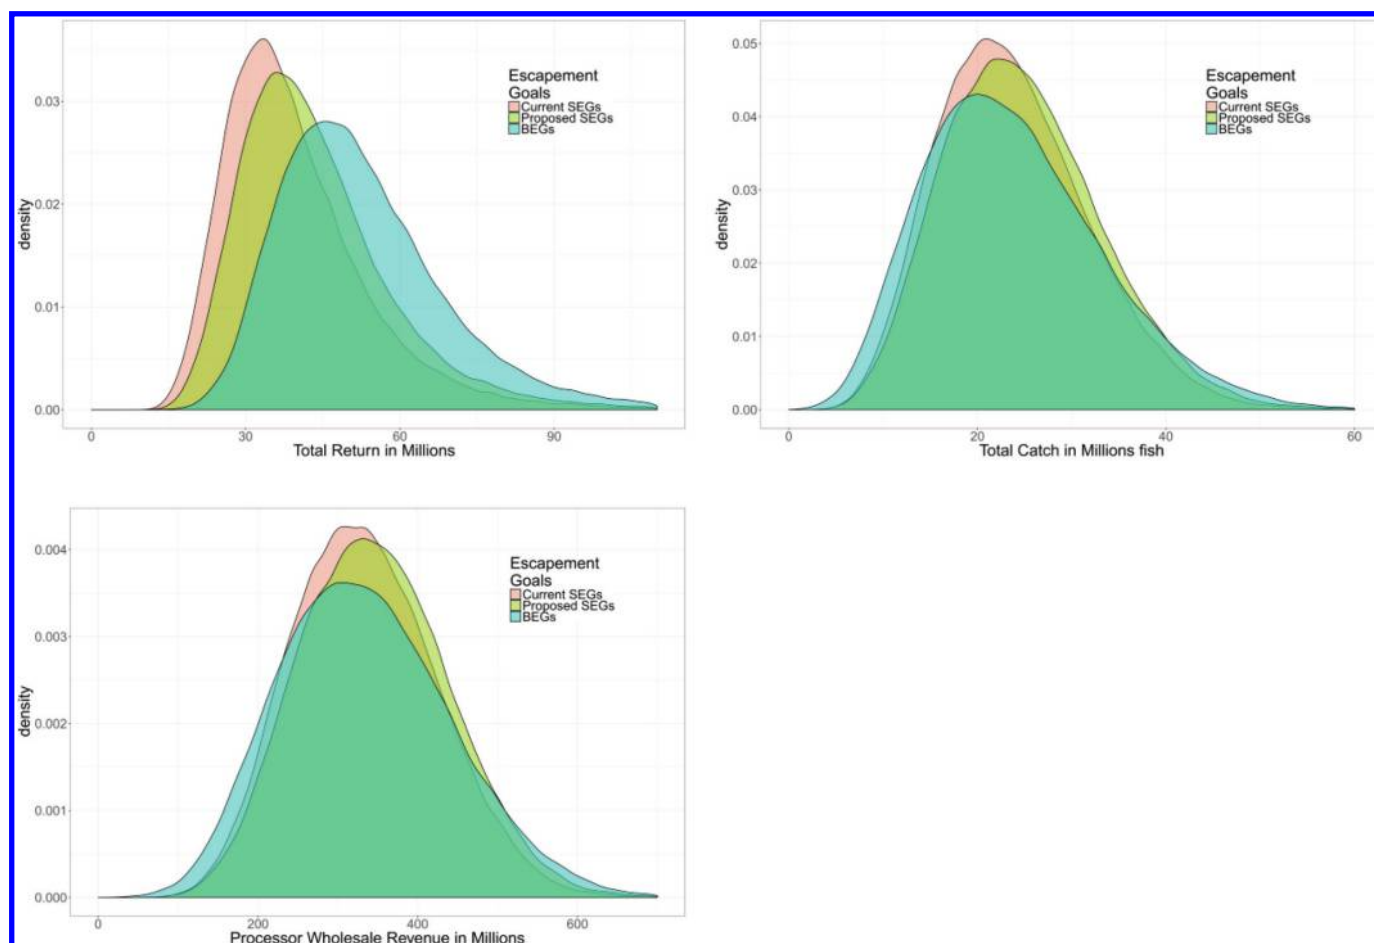 Escapement
Goals
Current SEGs
Proposed SEGs
BEGs
density
0.03
0.02
0.01
0.00
0
30
60
90
Total Return in Millions
Escapement
Goals
Current SEGs
Proposed SEGs
BEGs
density
0.05
0.04
0.03
0.02
0.01
0.00
0
20
40
60
Total Catch in Millions fish
Escapement
Goals
Current SEGs
Proposed SEGs
BEGs
density
0.004
0.003
0.002
0.001
0.000
0
200
400
600
Processor Wholesale Revenue in Millions